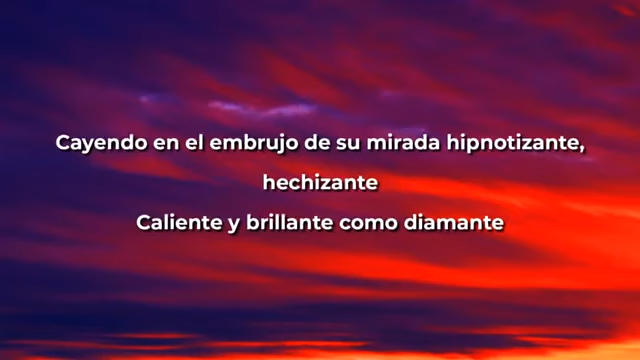 Cayendo en el embrujo de su mirada hipnotizante,
hechizante
Caliente y brillante como diamante